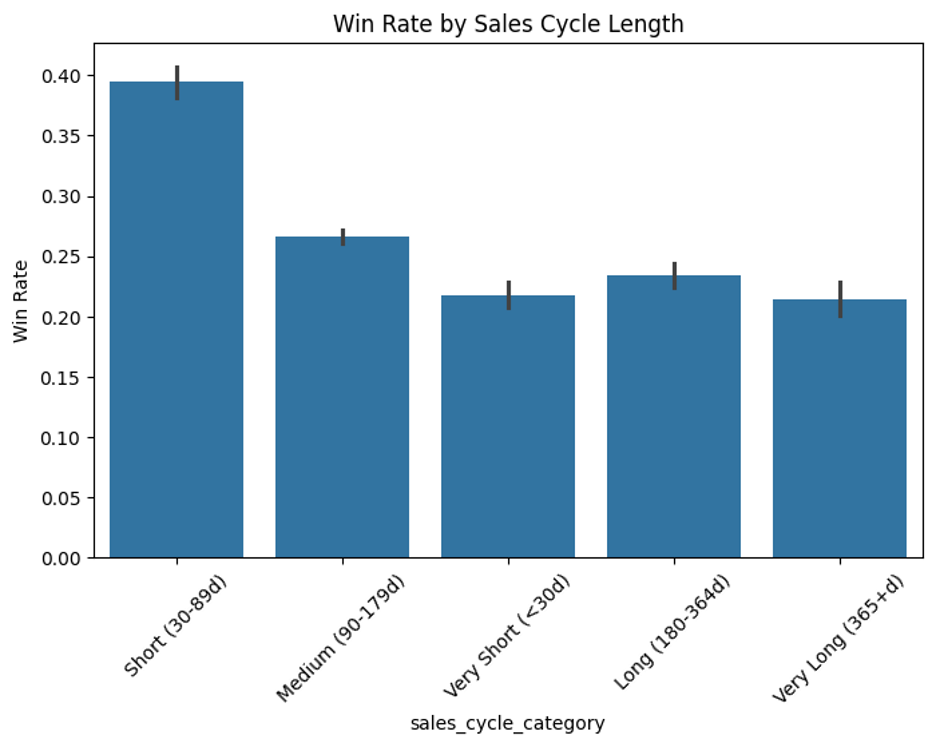 Win Rate by Sales Cycle Length
Win Rate
0.40
0.35
0.30
0.25
0.20
0.15
0.10
0.05
0.00
Short (30-89d)
Medium (90-179d)
Very Short (<30d)
Long (180-364d)
Very Long (365+d)
sales_cycle_category